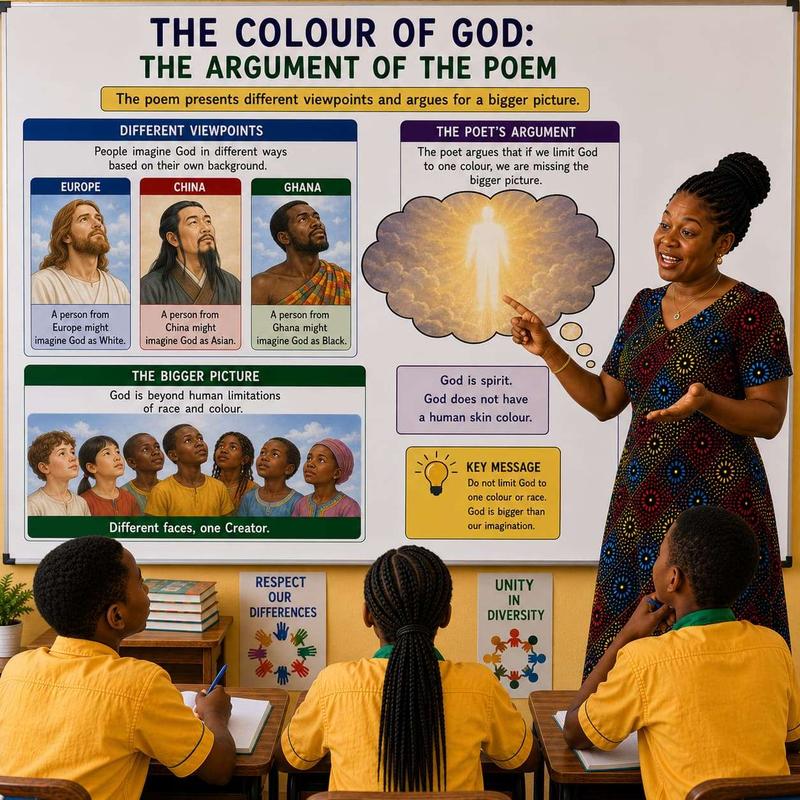 THE COLOUR OF GOD:
THE ARGUMENT OF THE POEM
The poem presents different viewpoints and argues for a bigger picture.
DIFFERENT VIEWPOINTS
People imagine God in different ways
based on their own background.
EUROPE
A person from
Europe might
imagine God as White.
CHINA
A person from
China might
imagine God as Asian.
GHANA
A person from
Ghana might
imagine God as Black.
THE POET'S ARGUMENT
The poet argues that if we limit God
to one colour, we are missing the
bigger picture.
THE BIGGER PICTURE
God is beyond human limitations
of race and colour.
Different faces, one Creator.
God is spirit.
God does not have
a human skin colour.
KEY MESSAGE
Do not limit God to
one colour or race.
God is bigger than
our imagination.
RESPECT
OUR
DIFFERENCES
UNITY
IN
DIVERSITY